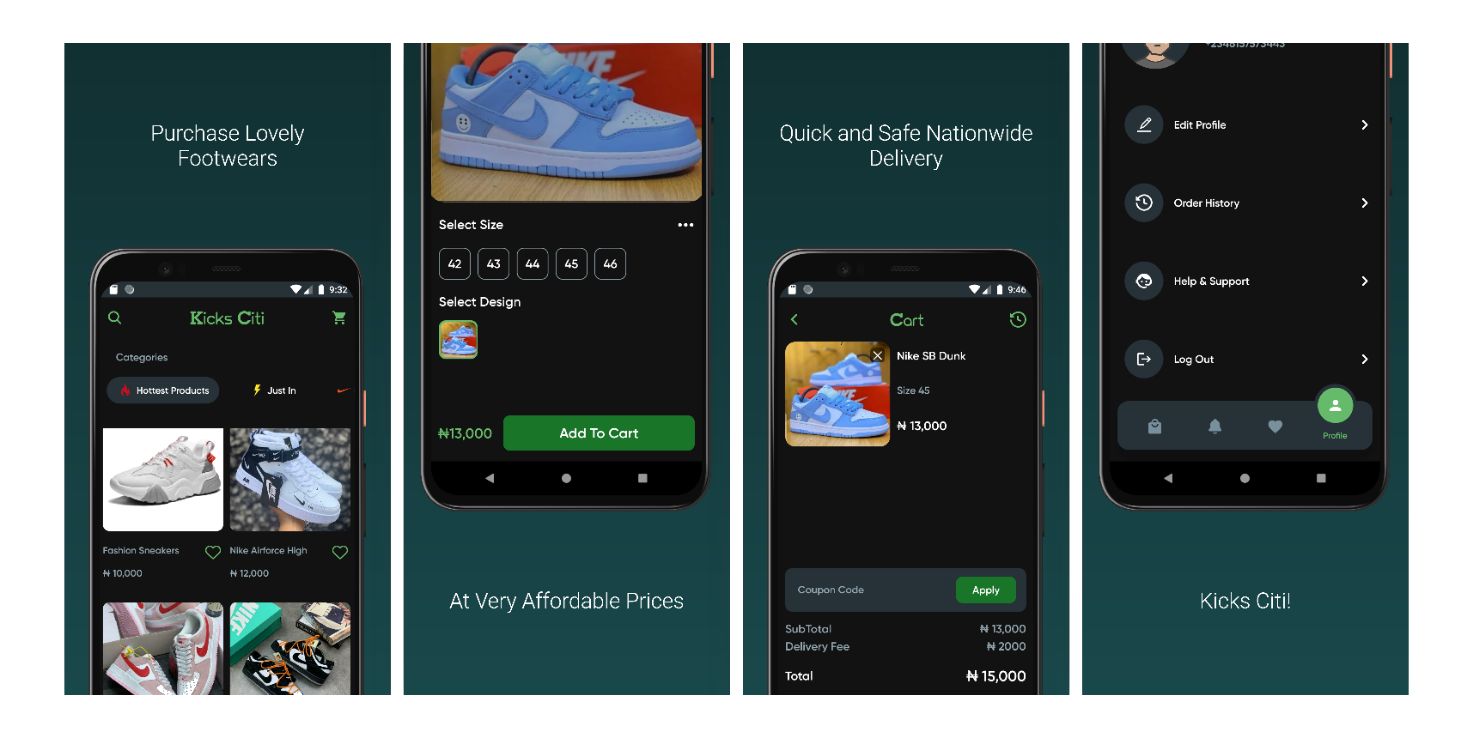 Purchase Lovely
Footwears
9:32
Kicks Citi
Categories
Hottest Products
Just In
Fashion Sneakers
₦ 10,000
Nike Airforce High
₦ 12,000
NIKE
NIKE
Select Size
42 43 44 45 46
Select Design
₦13,000
Add To Cart
At Very Affordable Prices
Quick and Safe Nationwide
Delivery
9:46
Cart
Nike SB Dunk
Size 45
₦ 13,000
Coupon Code
Apply
SubTotal ₦ 13,000
Delivery Fee ₦ 2000
Total ₦ 15,000
Edit Profile
Order History
Help & Support
Log Out
Profile
Kicks Citi!